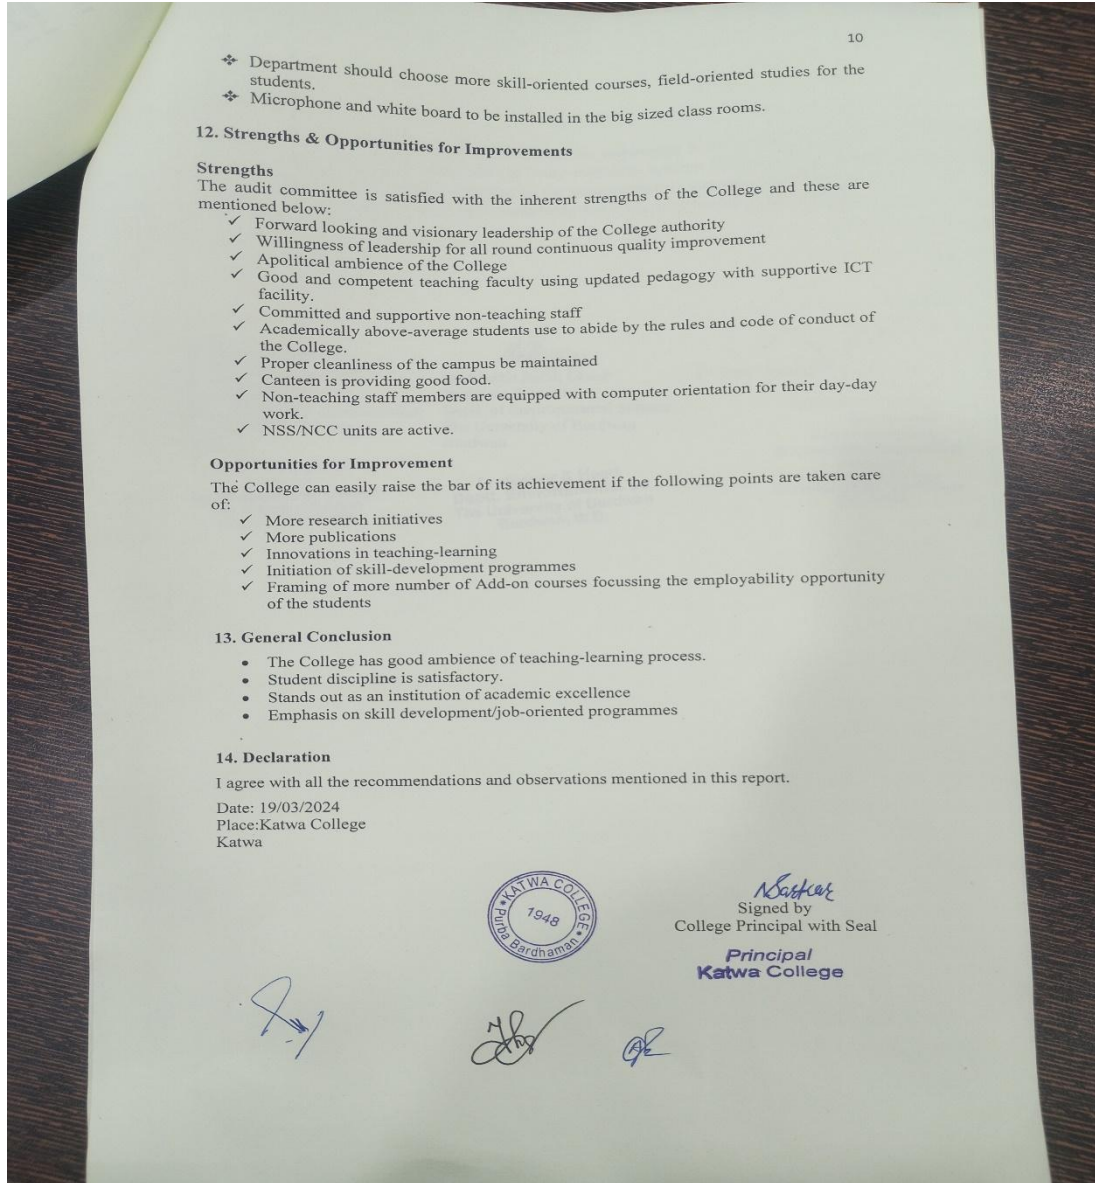 10
❖ Department should choose more skill-oriented courses, field-oriented studies for the
students.
❖ Microphone and white board to be installed in the big sized class rooms.
12. Strengths & Opportunities for Improvements
Strengths
The audit committee is satisfied with the inherent strengths of the College and these are
mentioned below:
✓ Forward looking and visionary leadership of the College authority
✓ Willingness of leadership for all round continuous quality improvement
✓ Apolitical ambience of the College
✓ Good and competent teaching faculty using updated pedagogy with supportive ICT
facility.
✓ Committed and supportive non-teaching staff
✓ Academically above-average students use to abide by the rules and code of conduct of
the College.
✓ Proper cleanliness of the campus be maintained
✓ Canteen is providing good food.
✓ Non-teaching staff members are equipped with computer orientation for their day-day
work.
✓ NSS/NCC units are active.
Opportunities for Improvement
The College can easily raise the bar of its achievement if the following points are taken care
of:
✓ More research initiatives
✓ More publications
✓ Innovations in teaching-learning
✓ Initiation of skill-development programmes
✓ Framing of more number of Add-on courses focussing the employability opportunity
of the students
13. General Conclusion
• The College has good ambience of teaching-learning process.
• Student discipline is satisfactory.
• Stands out as an institution of academic excellence
• Emphasis on skill development/job-oriented programmes
14. Declaration
I agree with all the recommendations and observations mentioned in this report.
Date: 19/03/2024
Place:Katwa College
Katwa
KATWA COLLEGE
1948
Purba Bardhaman
NSarkar
Signed by
College Principal with Seal
Principal
Katwa College